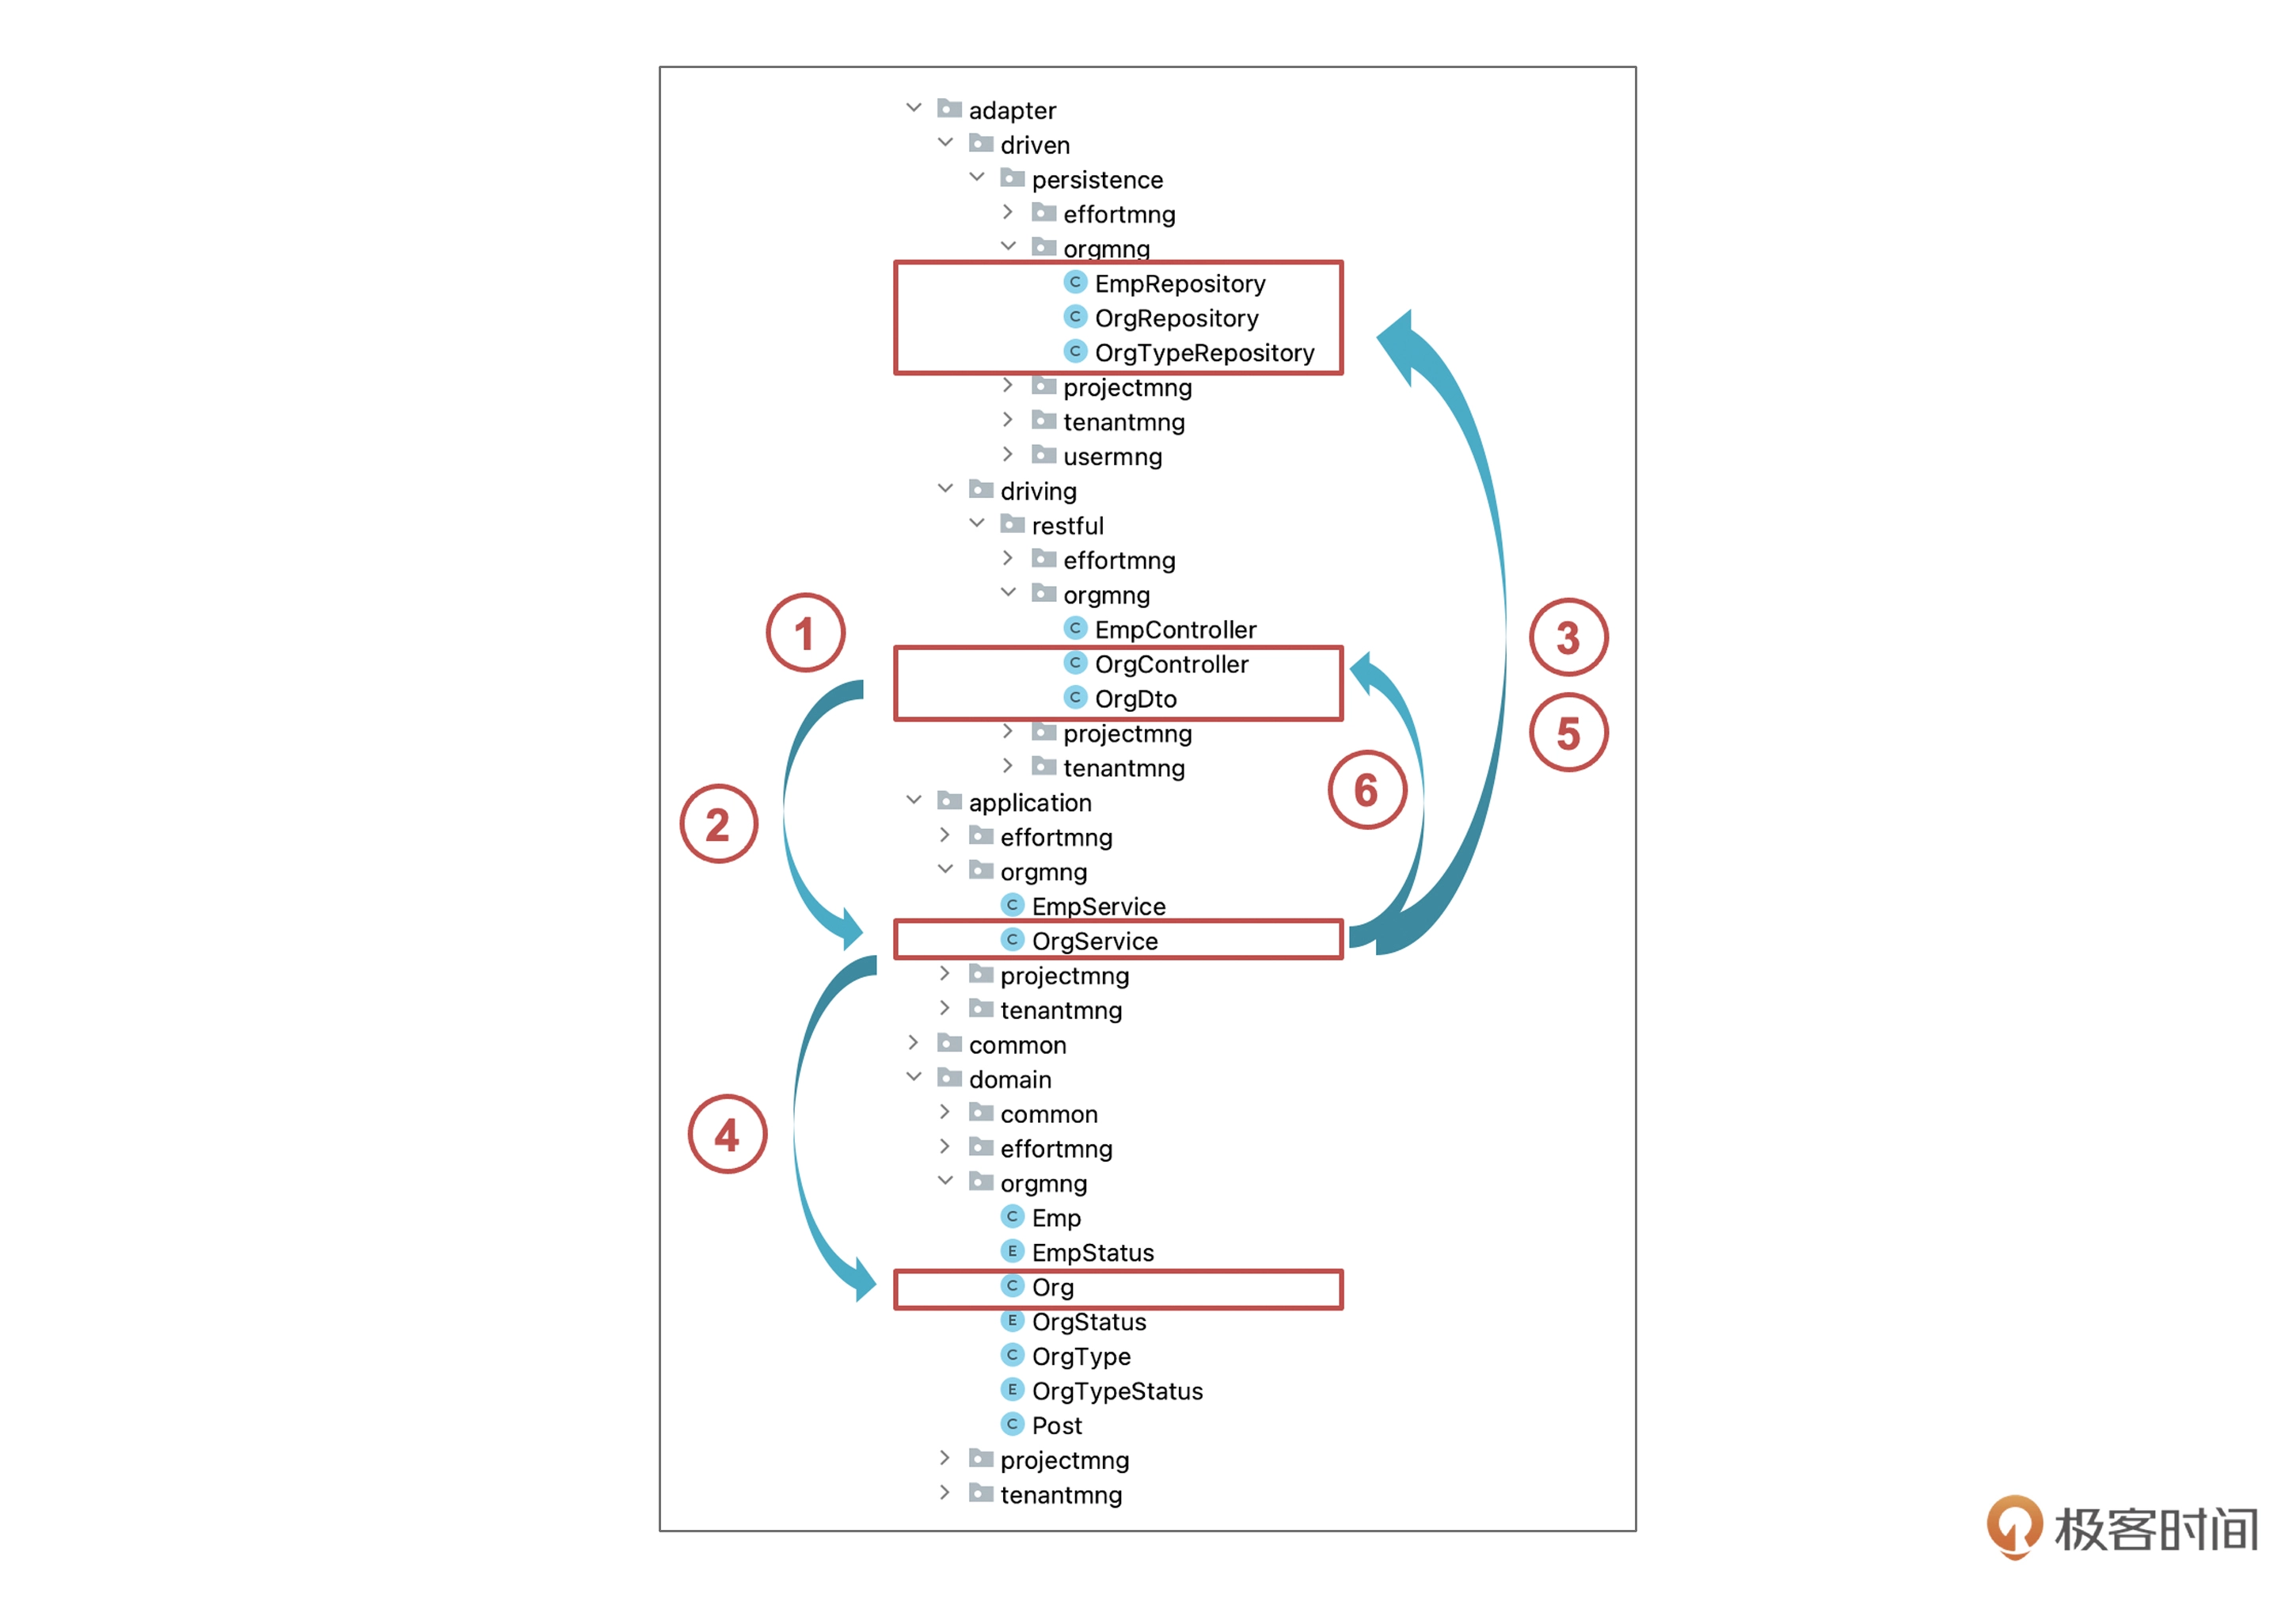 adapter
driven
persistence
effortmng
orgmng
C EmpRepository
C OrgRepository
C OrgTypeRepository
projectmng
tenantmng
usermng
driving
restful
effortmng
orgmng
C EmpController
C OrgController
C OrgDto
projectmng
tenantmng
application
effortmng
orgmng
C EmpService
C OrgService
projectmng
tenantmng
common
domain
common
effortmng
orgmng
C Emp
E EmpStatus
C Org
E OrgStatus
C OrgType
E OrgTypeStatus
C Post
projectmng
tenantmng
1
2
3
5
6
4
极客时间